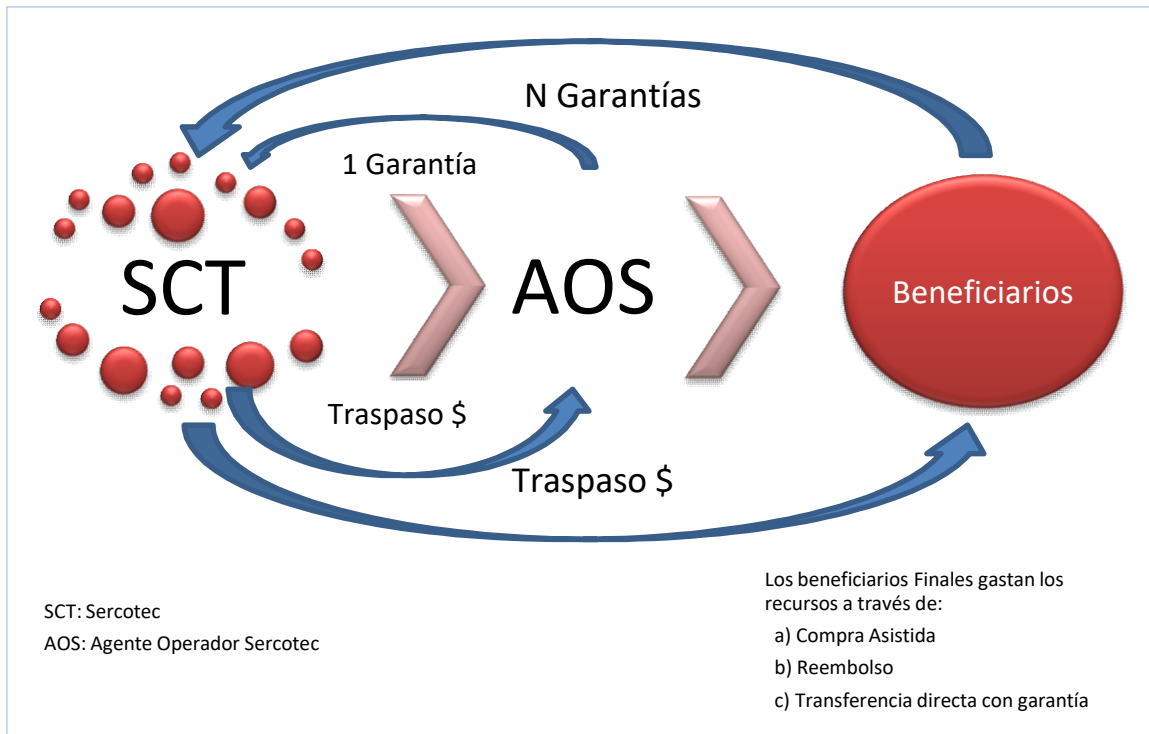 N Garantías
1 Garantía
SCT
AOS
Beneficiarios
Traspaso $
Traspaso $
SCT: Sercotec
AOS: Agente Operador Sercotec
Los beneficiarios Finales gastan los
recursos a través de:
a) Compra Asistida
b) Reembolso
c) Transferencia directa con garantía